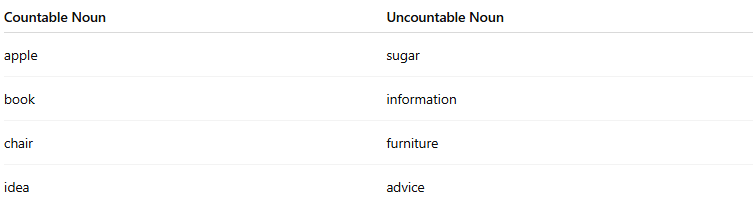 Countable Noun Uncountable Noun
apple sugar
book information
chair furniture
idea advice